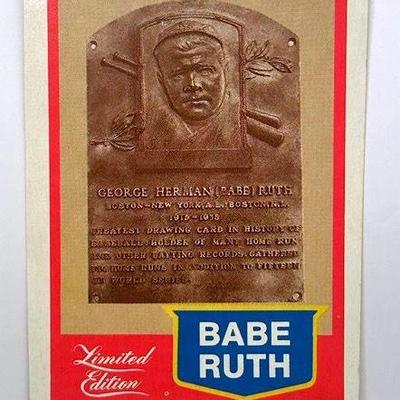 GEORGE HERMAN (BABE) RUTH
BOSTON-NEW YORK, A.L.; BOSTON, N.L.
1915-1935
GREATEST DRAWING CARD IN HISTORY OF
BASEBALL. HOLDER OF MANY HOME RUN
AND OTHER BATTING RECORDS. GATHERED
714 HOME RUNS IN ADDITION TO FIFTEEN
IN WORLD SERIES.
Limited
Edition
BABE
RUTH